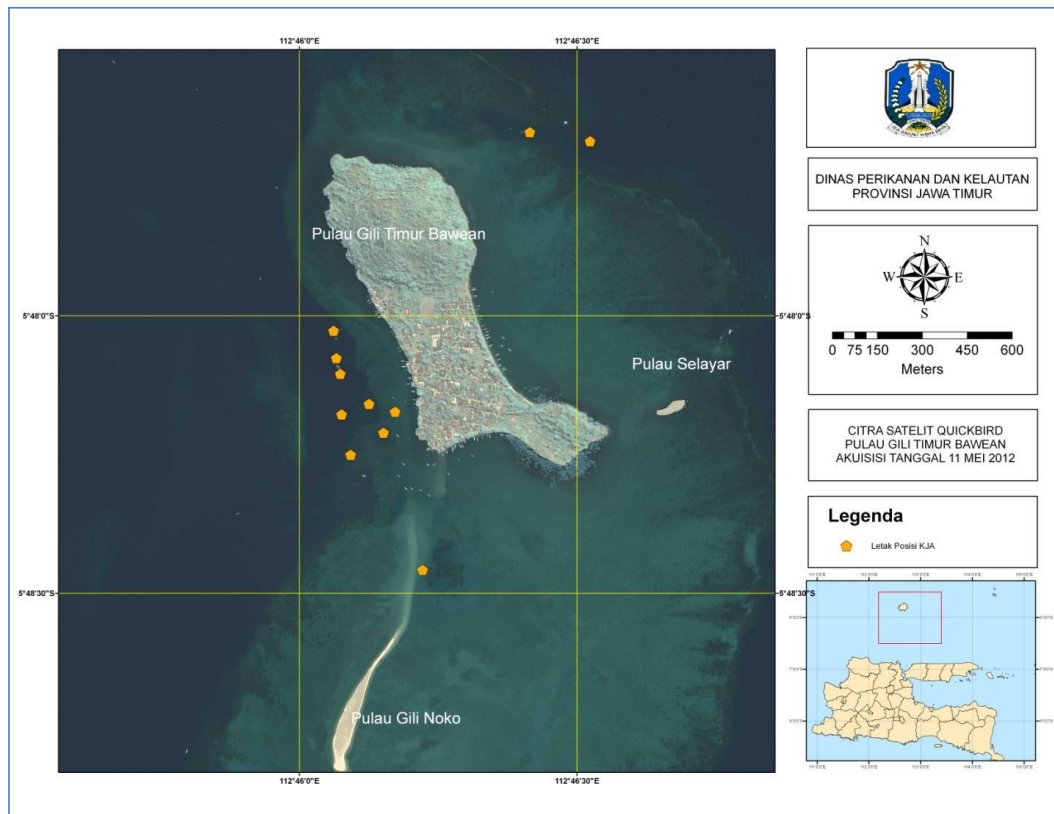 112°46'0"E
112°46'30"E
Pulau Gili Timur Bawean
5°48'0"S
5°48'0"S
Pulau Selayar
5°48'30"S
5°48'30"S
Pulau Gili Noko
112°46'0"E
112°46'30"E
DINAS PERIKANAN DAN KELAUTAN
PROVINSI JAWA TIMUR
N
W
E
S
0 75 150 300 450 600
Meters
CITRA SATELIT QUICKBIRD
PULAU GILI TIMUR BAWEAN
AKUISISI TANGGAL 11 MEI 2012
Legenda
Letak Posisi KJA